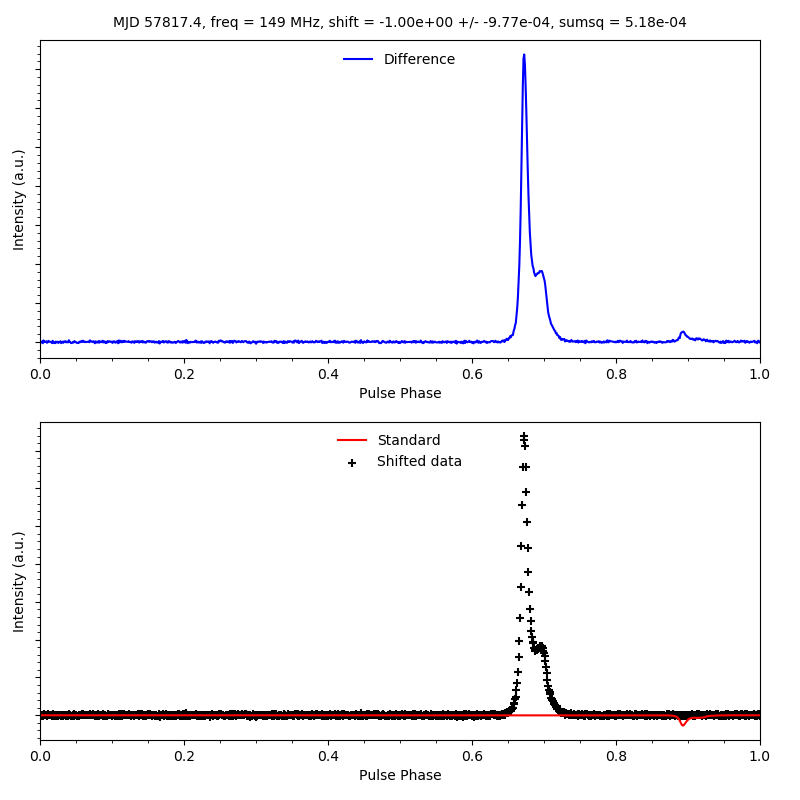 MJD 57817.4, freq = 149 MHz, shift = -1.00e+00 +/- -9.77e-04, sumsq = 5.18e-04
Difference
Intensity (a.u.)
0.0 0.2 0.4 0.6 0.8 1.0
Pulse Phase
Standard
Shifted data
Intensity (a.u.)
0.0 0.2 0.4 0.6 0.8 1.0
Pulse Phase